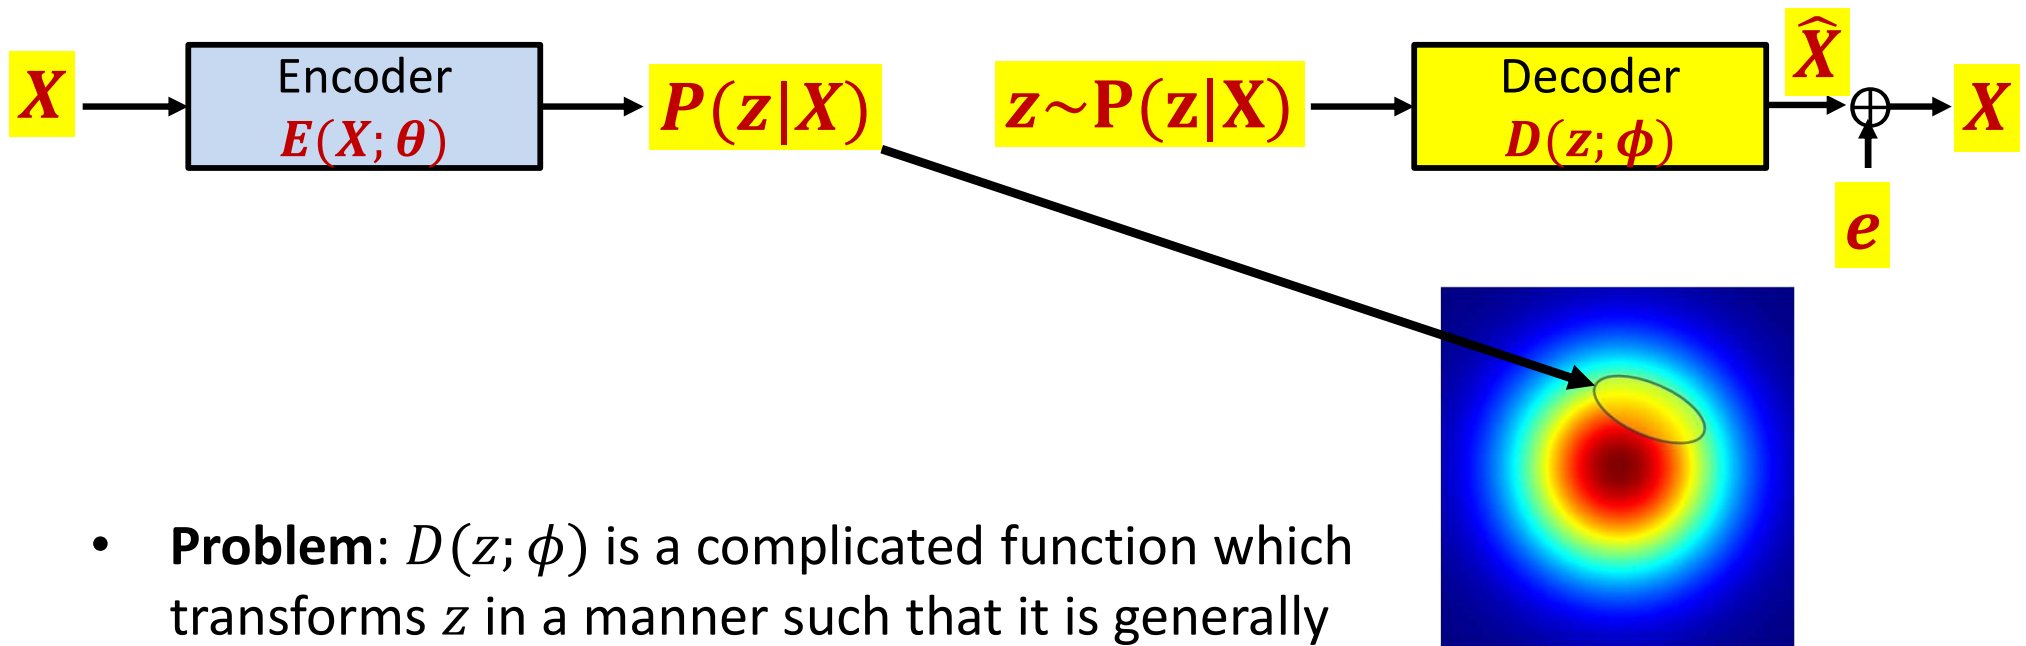 X
Encoder
E(X; θ)
P(z|X)
z~P(z|X)
Decoder
D(z; ϕ)
X̂
⊕
X
e
• Problem: D(z; ϕ) is a complicated function which
transforms z in a manner such that it is generally